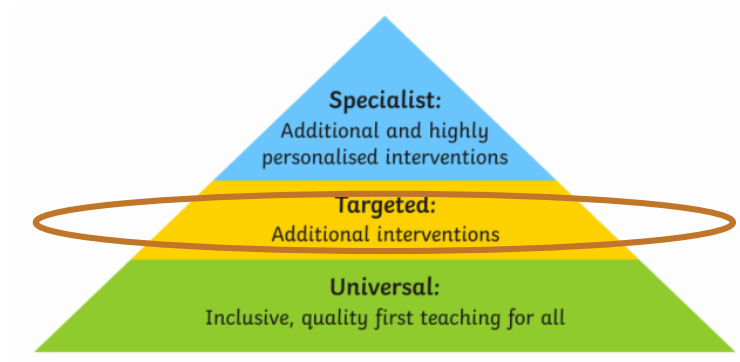 Specialist:
Additional and highly
personalised interventions
Targeted:
Additional interventions
Universal:
Inclusive, quality first teaching for all